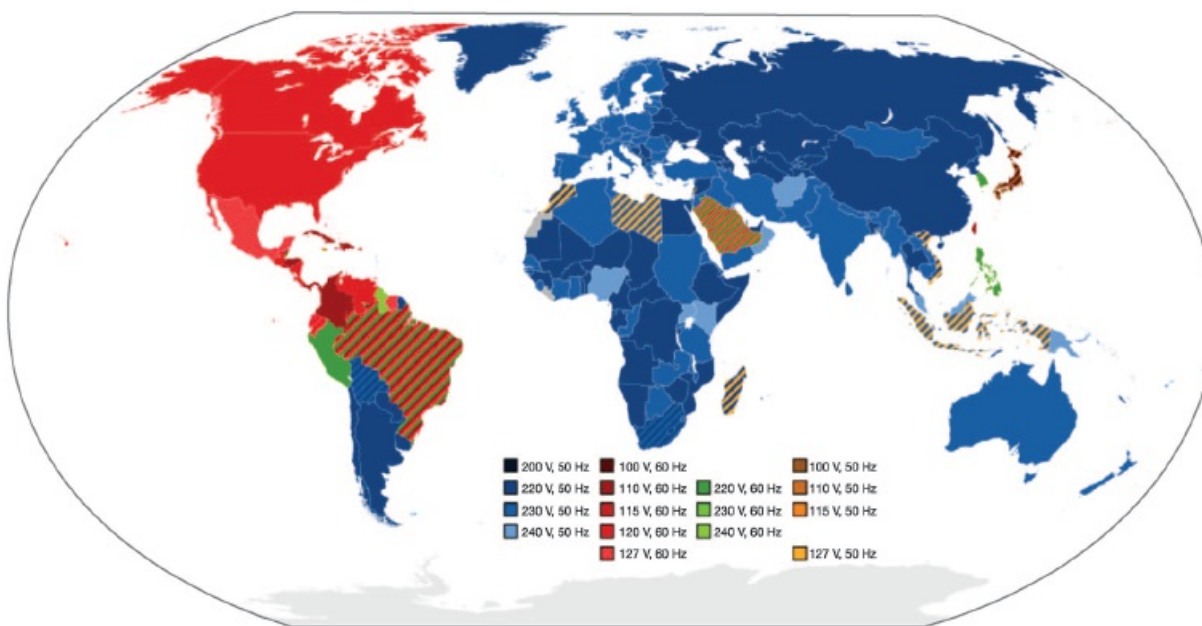 200 V, 50 Hz 100 V, 60 Hz 100 V, 50 Hz
220 V, 50 Hz 110 V, 60 Hz 220 V, 60 Hz 110 V, 50 Hz
230 V, 50 Hz 115 V, 60 Hz 230 V, 60 Hz 115 V, 50 Hz
240 V, 50 Hz 120 V, 60 Hz 240 V, 60 Hz
127 V, 60 Hz 127 V, 50 Hz